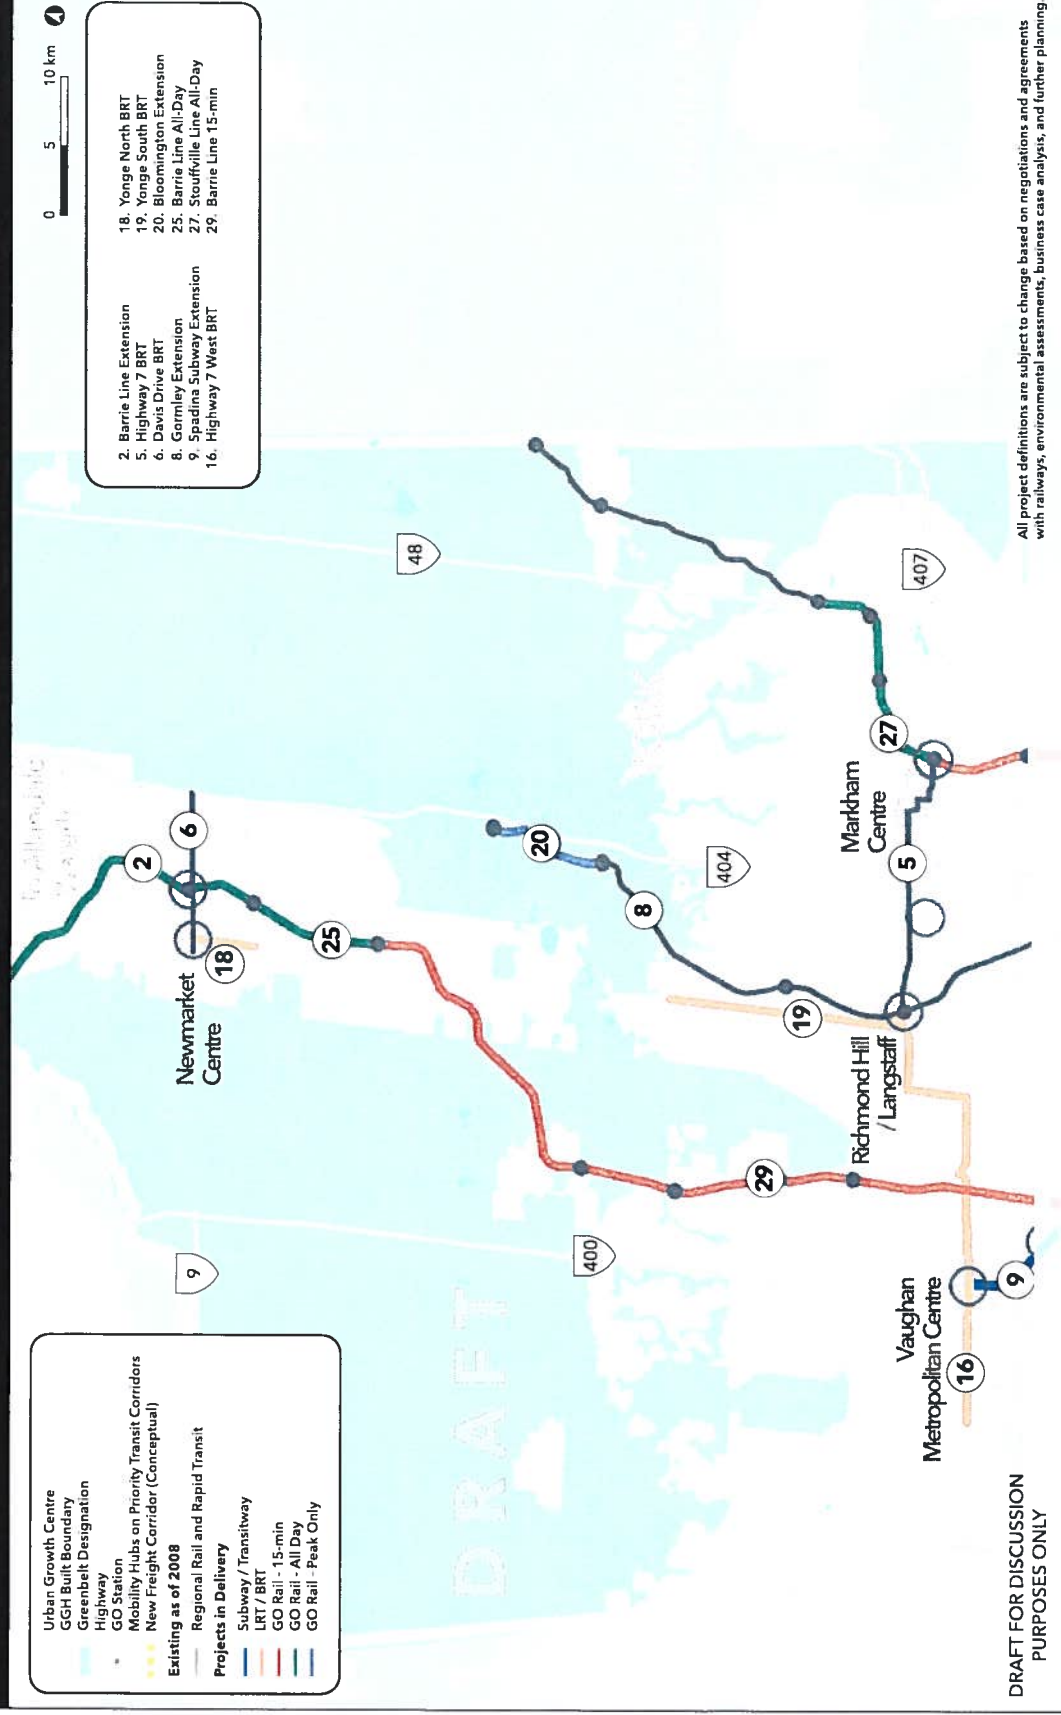 Urban Growth Centre
GGH Built Boundary
Greenbelt Designation
Highway
GO Station
Mobility Hubs on Priority Transit Corridors
New Freight Corridor (Conceptual)
Existing as of 2008
Regional Rail and Rapid Transit
Projects in Delivery
Subway / Transitway
LRT / BRT
GO Rail - 15-min
GO Rail - All Day
GO Rail - Peak Only
0 5 10 km
2. Barrie Line Extension
5. Highway 7 BRT
6. Davis Drive BRT
8. Gormley Extension
9. Spadina Subway Extension
16. Highway 7 West BRT
18. Yonge North BRT
19. Yonge South BRT
20. Bloomington Extension
25. Barrie Line All-Day
27. Stouffville Line All-Day
29. Barrie Line 15-min
9
2
6
Newmarket
Centre
18
25
48
DRAFT
20
400
8
404
29
19
27
Markham
Centre
Richmond Hill
/ Langstaff
5
407
Vaughan
Metropolitan Centre
16
9
DRAFT FOR DISCUSSION
PURPOSES ONLY
All project definitions are subject to change based on negotiations and agreements
with railways, environmental assessments, business case analysis, and further planning.